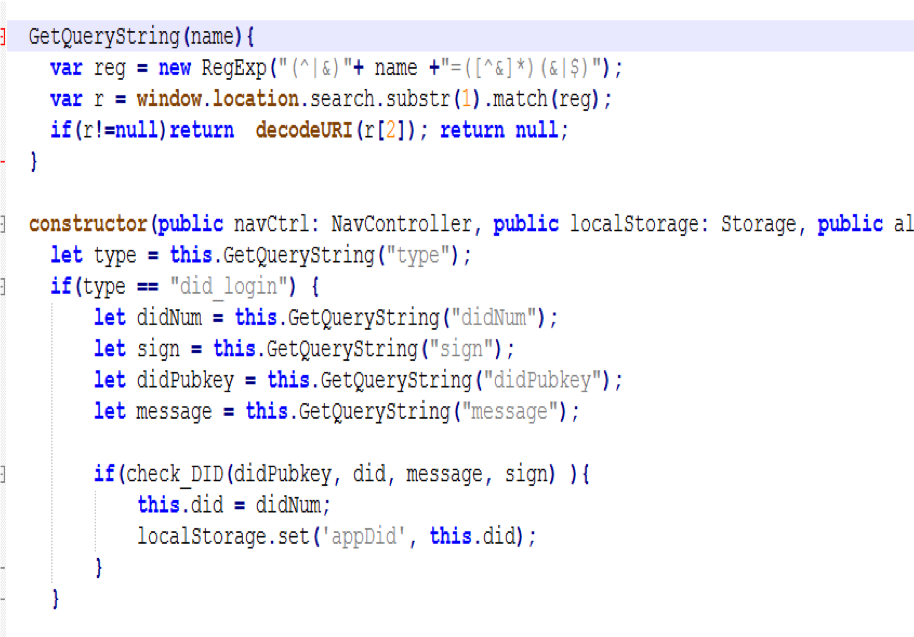 GetQueryString(name){
var reg = new RegExp("(^|&)"+ name +"=([^&]*)(&|$)");
var r = window.location.search.substr(1).match(reg);
if(r!=null)return  decodeURI(r[2]); return null;
}
constructor(public navCtrl: NavController, public localStorage: Storage, public al
let type = this.GetQueryString("type");
if(type == "did_login") {
let didNum = this.GetQueryString("didNum");
let sign = this.GetQueryString("sign");
let didPubkey = this.GetQueryString("didPubkey");
let message = this.GetQueryString("message");
if(check_DID(didPubkey, did, message, sign) ){
this.did = didNum;
localStorage.set('appDid', this.did);
}
}